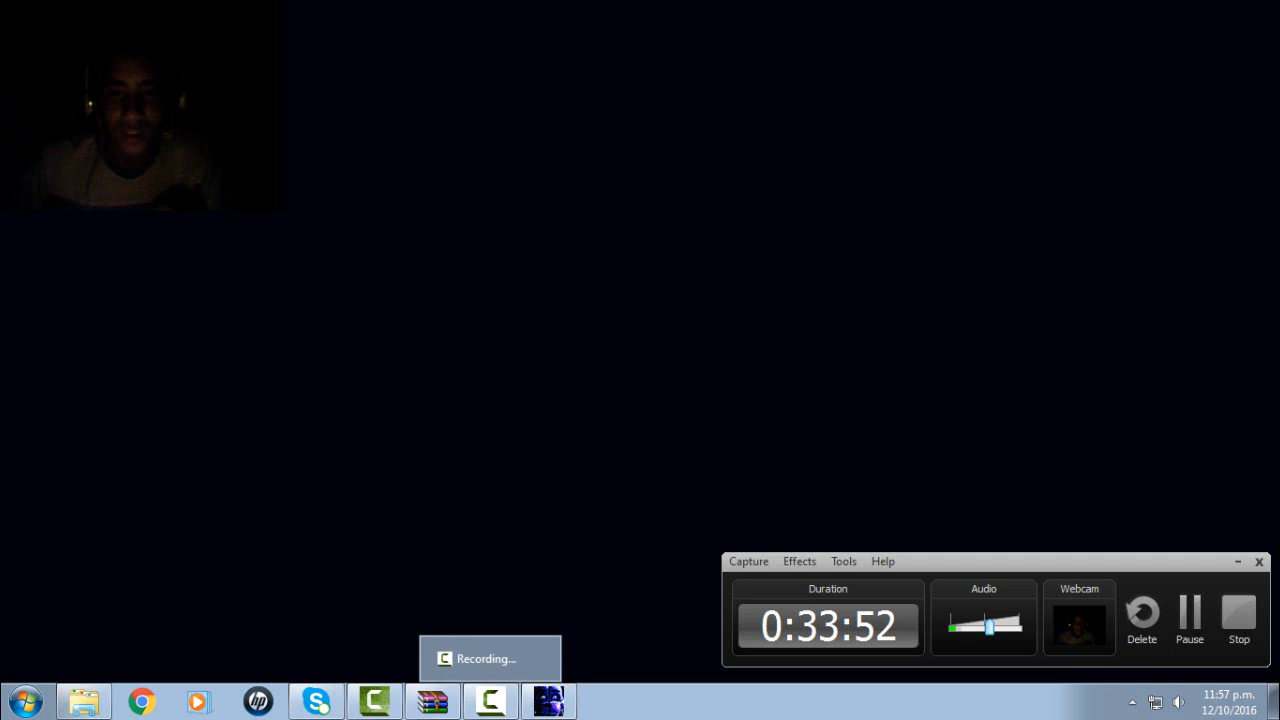 Capture Effects Tools Help
Duration Audio Webcam
0:33:52
Delete Pause Stop
Recording...
hp
11:57 p.m.
12/10/2016